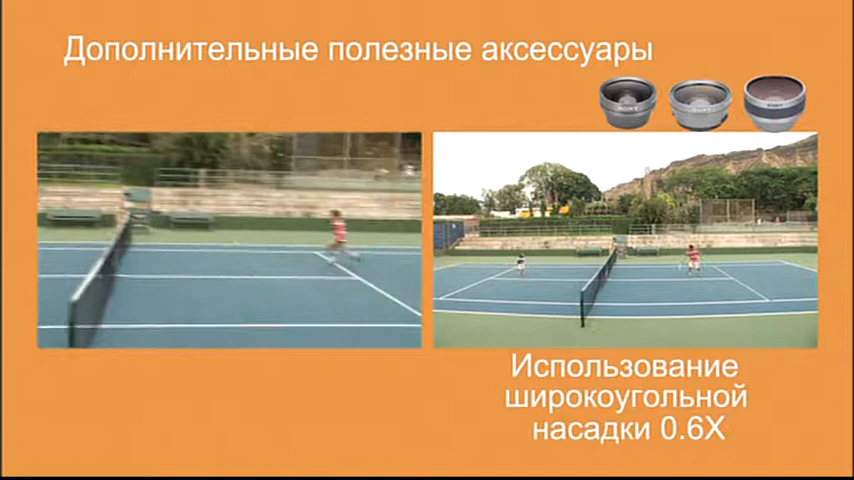 Дополнительные полезные аксессуары
Использование
широкоугольной
насадки 0.6X